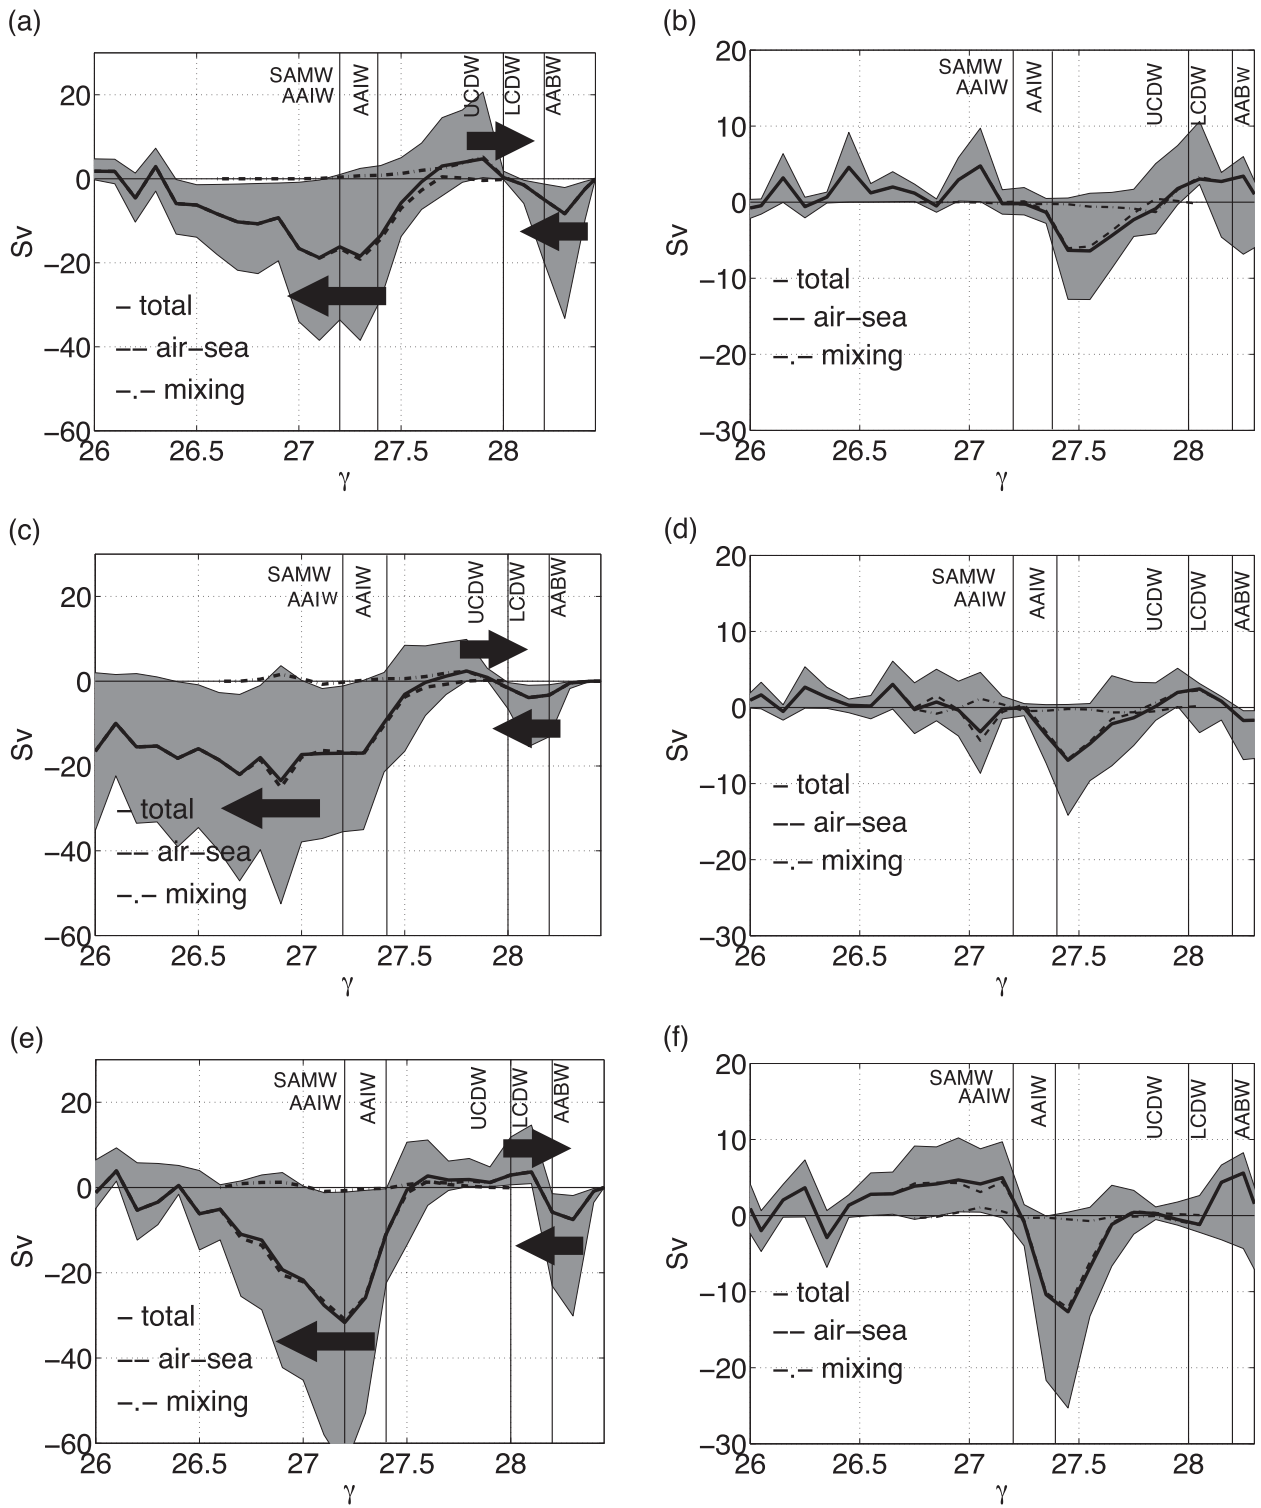 (a)
SAMW
AAIW
AAIW
UCDW
LCDW
AABW
20
0
−20
−40
−60
Sv
– total
–– air–sea
–.– mixing
26
26.5
27
27.5
28
γ
(b)
SAMW
AAIW
AAIW
UCDW
LCDW
AABW
20
10
0
−10
−20
−30
Sv
– total
–– air–sea
–.– mixing
26
26.5
27
27.5
28
γ
(c)
SAMW
AAIW
AAIW
UCDW
LCDW
AABW
20
0
−20
−40
−60
Sv
– total
–– air–sea
–.– mixing
26
26.5
27
27.5
28
γ
(d)
SAMW
AAIW
AAIW
UCDW
LCDW
AABW
20
10
0
−10
−20
−30
Sv
– total
–– air–sea
–.– mixing
26
26.5
27
27.5
28
γ
(e)
SAMW
AAIW
AAIW
UCDW
LCDW
AABW
20
0
−20
−40
−60
Sv
– total
–– air–sea
–.– mixing
26
26.5
27
27.5
28
γ
(f)
SAMW
AAIW
AAIW
UCDW
LCDW
AABW
20
10
0
−10
−20
−30
Sv
– total
–– air–sea
–.– mixing
26
26.5
27
27.5
28
γ